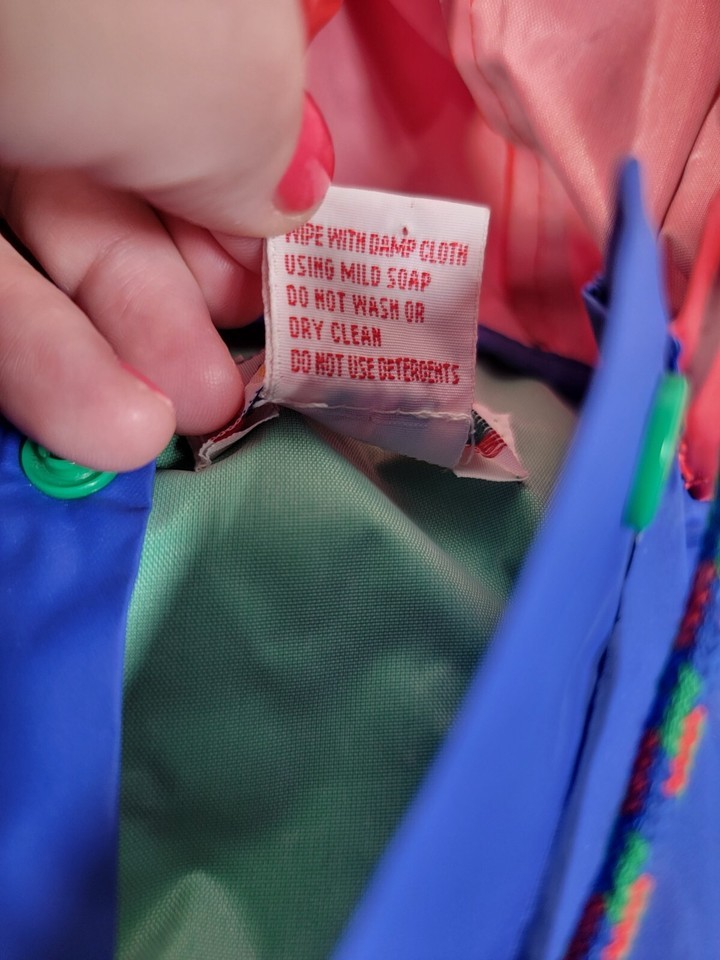 WIPE WITH DAMP CLOTH
USING MILD SOAP
DO NOT WASH OR
DRY CLEAN
DO NOT USE DETERGENTS